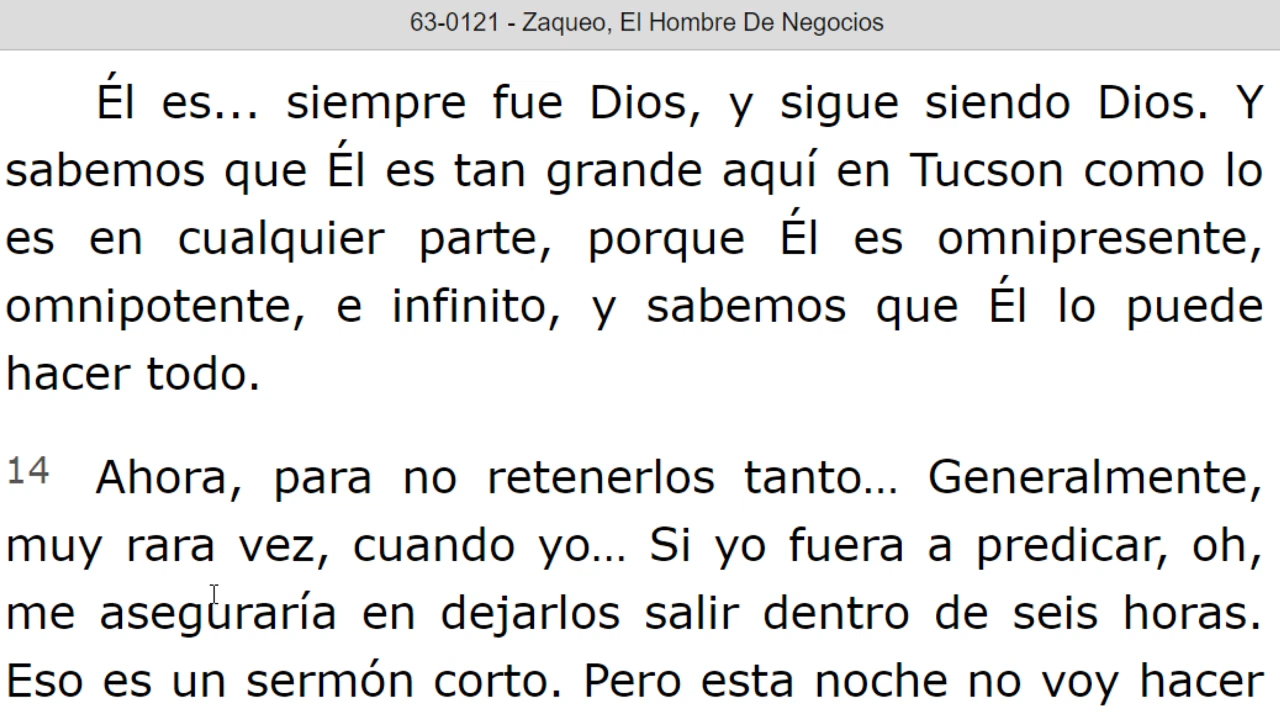 63-0121 - Zaqueo, El Hombre De Negocios
Él es... siempre fue Dios, y sigue siendo Dios. Y
sabemos que Él es tan grande aquí en Tucson como lo
es en cualquier parte, porque Él es omnipresente,
omnipotente, e infinito, y sabemos que Él lo puede
hacer todo.
14 Ahora, para no retenerlos tanto... Generalmente,
muy rara vez, cuando yo... Si yo fuera a predicar, oh,
me aseguraría en dejarlos salir dentro de seis horas.
Eso es un sermón corto. Pero esta noche no voy hacer